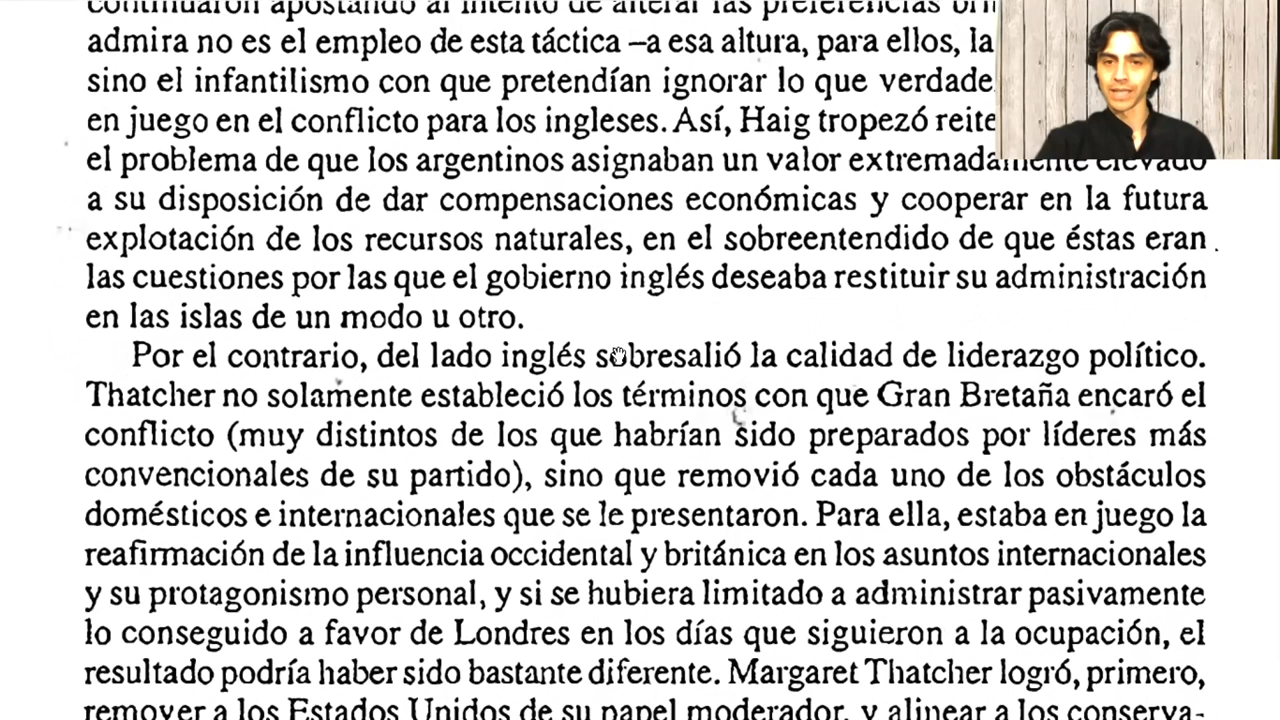 continuaron apostando al intento de alterar las preferencias
admira no es el empleo de esta táctica –a esa altura, para ellos, la
sino el infantilismo con que pretendían ignorar lo que
en juego en el conflicto para los ingleses. Así, Haig tropezó
el problema de que los argentinos asignaban un valor extremadamente elevado
a su disposición de dar compensaciones económicas y cooperar en la futura
explotación de los recursos naturales, en el sobreentendido de que éstas eran
las cuestiones por las que el gobierno inglés deseaba restituir su administración
en las islas de un modo u otro.
Por el contrario, del lado inglés sobresalió la calidad de liderazgo político.
Thatcher no solamente estableció los términos con que Gran Bretaña encaró el
conflicto (muy distintos de los que habrían sido preparados por líderes más
convencionales de su partido), sino que removió cada uno de los obstáculos
domésticos e internacionales que se le presentaron. Para ella, estaba en juego la
reafirmación de la influencia occidental y británica en los asuntos internacionales
y su protagonismo personal, y si se hubiera limitado a administrar pasivamente
lo conseguido a favor de Londres en los días que siguieron a la ocupación, el
resultado podría haber sido bastante diferente. Margaret Thatcher logró, primero,
remover a los Estados Unidos de su papel moderador, y alinear a los conserva-